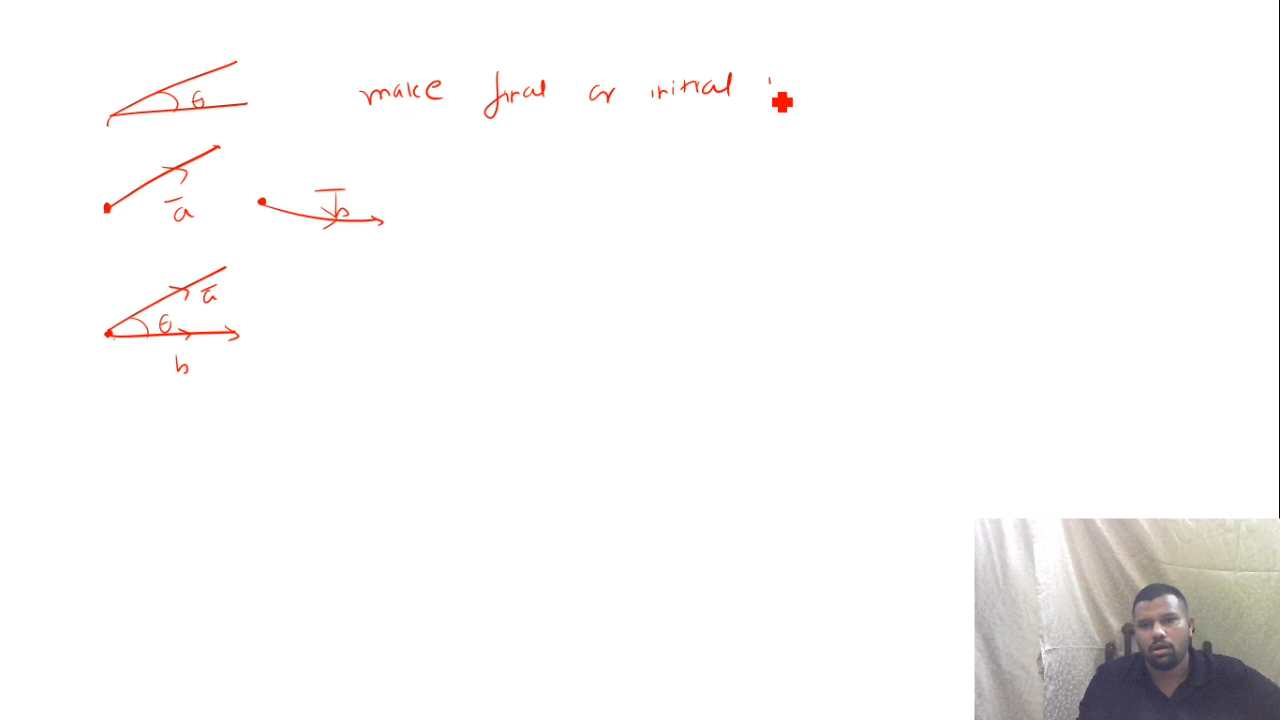 θ
make final or initial
a̅
b̅
a̅
θ
b